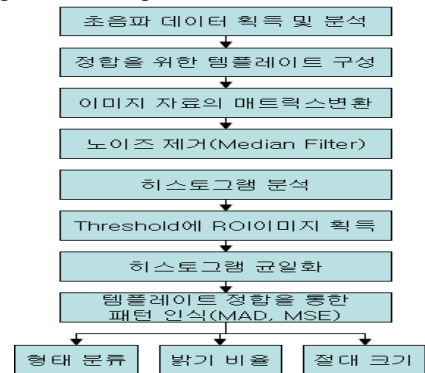 초음파 데이터 획득 및 분석
정합을 위한 템플레이트 구성
이미지 자료의 매트릭스변환
노이즈 제거(Median Filter)
히스토그램 분석
Threshold에 ROI이미지 획득
히스토그램 균일화
템플레이트 정합을 통한
패턴 인식(MAD, MSE)
형태 분류 밝기 비율 절대 크기